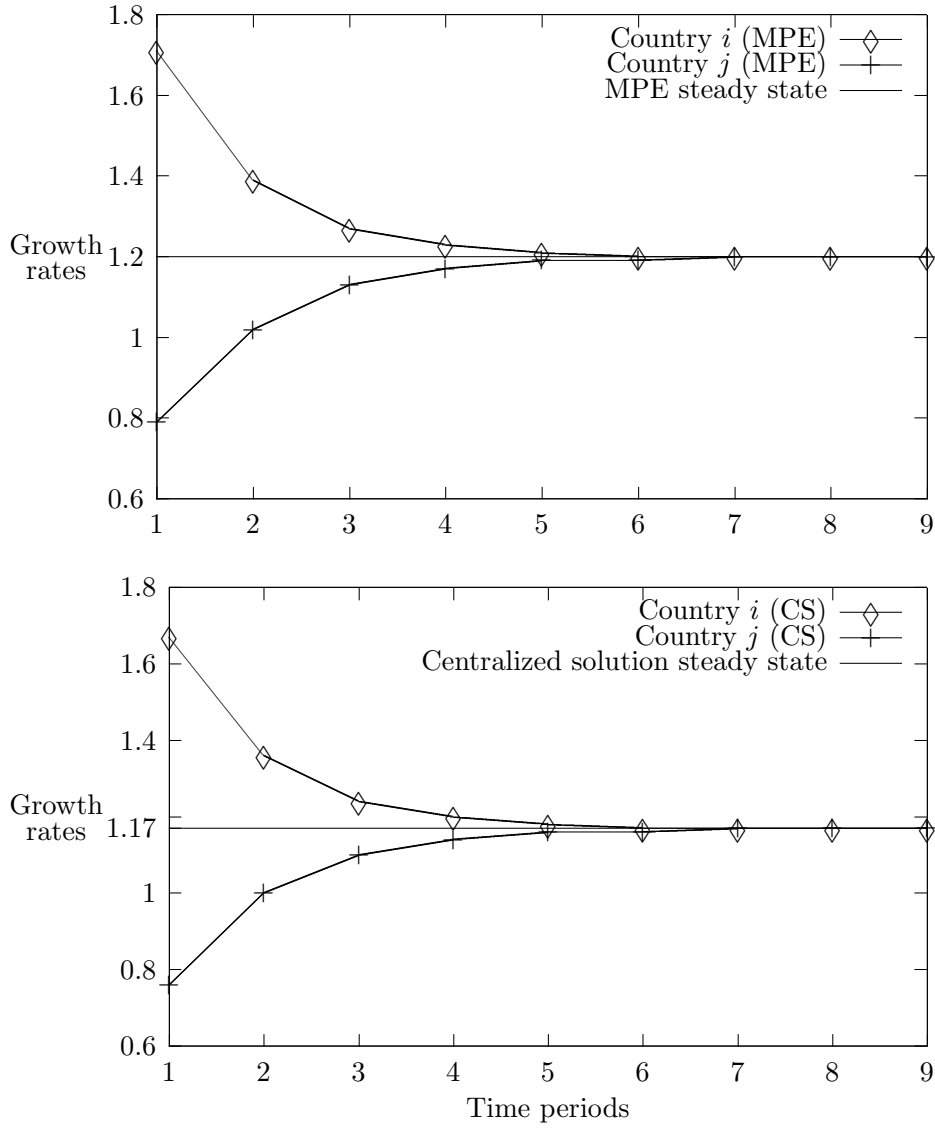 1.8
Country i (MPE)
Country j (MPE)
MPE steady state
1.6
1.4
Growth
rates
1.2
1
0.8
0.6
1 2 3 4 5 6 7 8 9
1.8
Country i (CS)
Country j (CS)
Centralized solution steady state
1.6
1.4
Growth
rates
1.17
1
0.8
0.6
1 2 3 4 5 6 7 8 9
Time periods